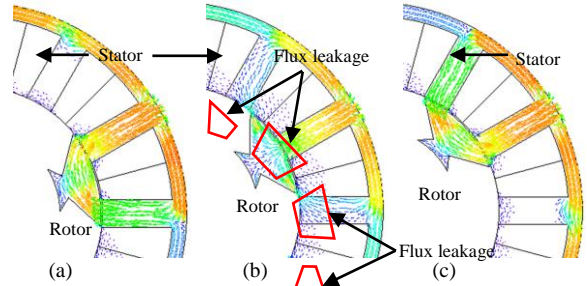 Stator
Flux leakage
Stator
Rotor
Rotor
Rotor
Flux leakage
(a)
(b)
(c)